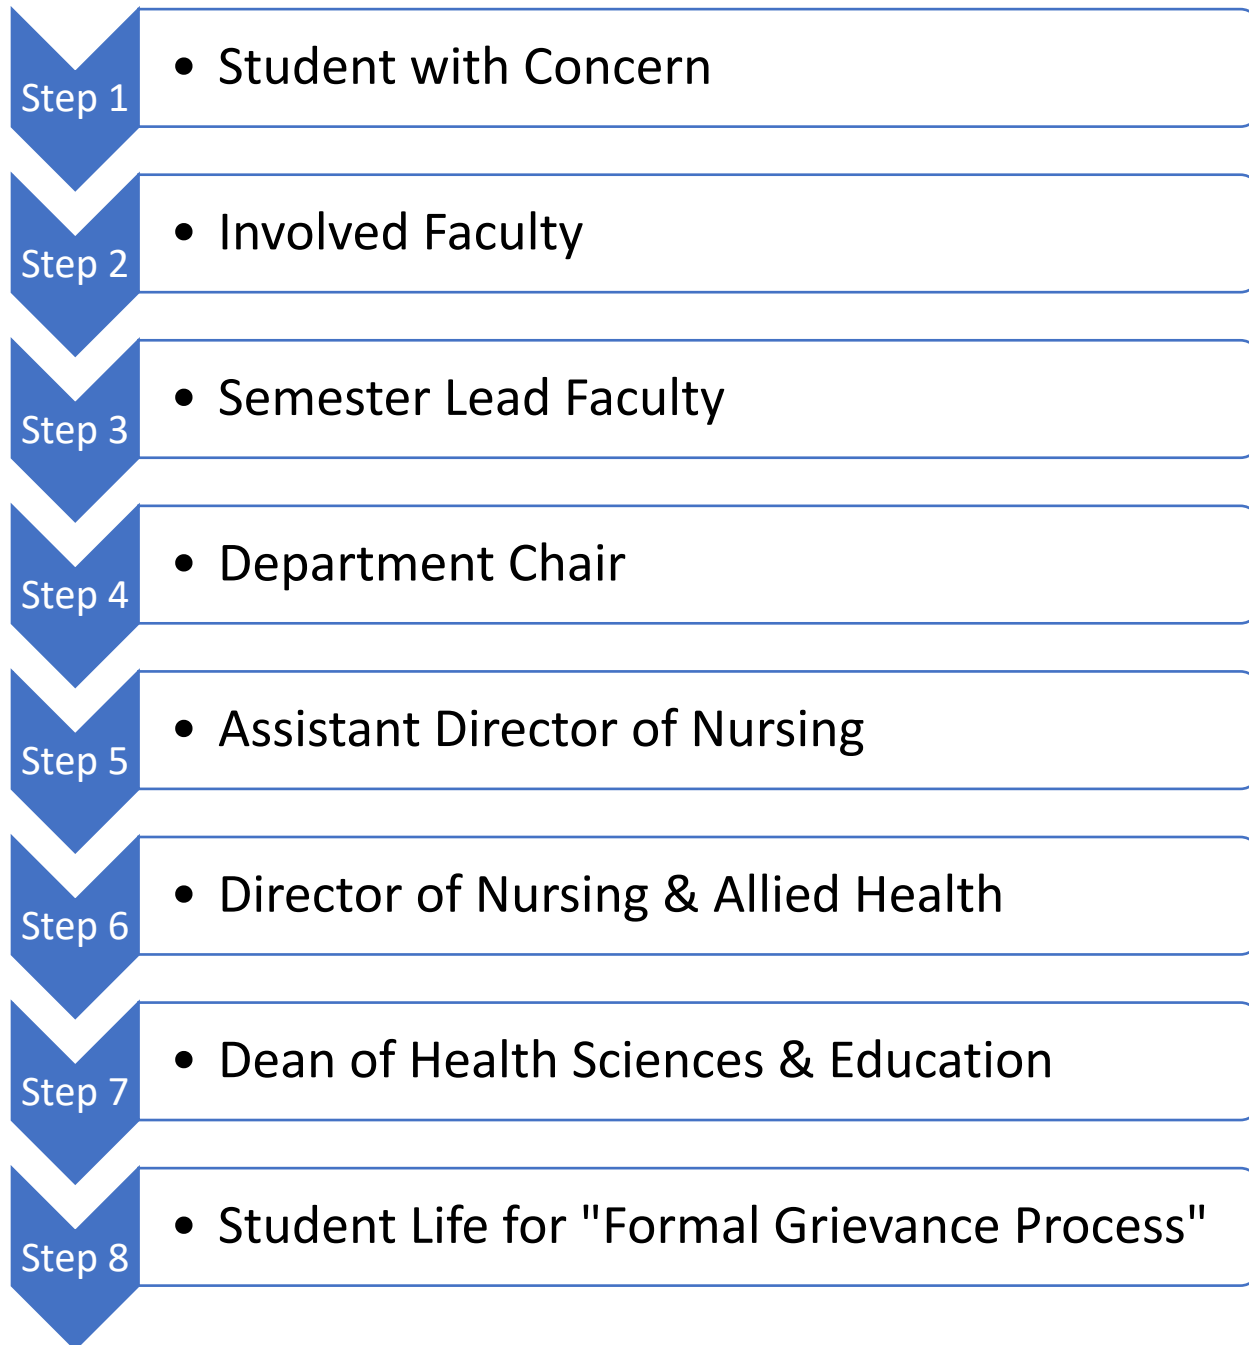 Step 1
• Student with Concern
Step 2
• Involved Faculty
Step 3
• Semester Lead Faculty
Step 4
• Department Chair
Step 5
• Assistant Director of Nursing
Step 6
• Director of Nursing & Allied Health
Step 7
• Dean of Health Sciences & Education
Step 8
• Student Life for "Formal Grievance Process"